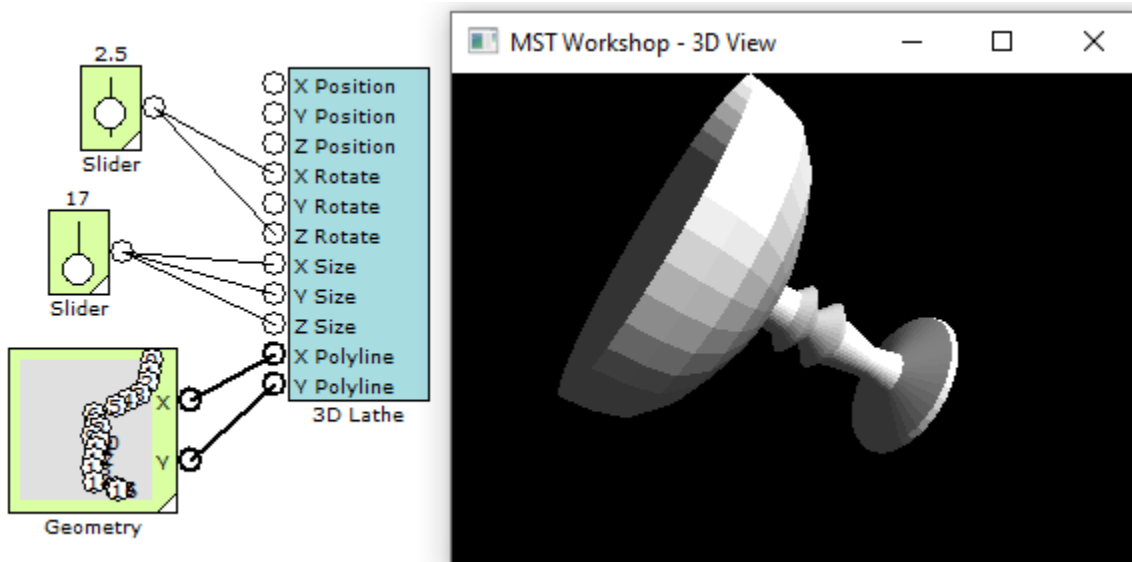 2.5
Slider
17
Slider
X
Y
Geometry
X Position
Y Position
Z Position
X Rotate
Y Rotate
Z Rotate
X Size
Y Size
Z Size
X Polyline
Y Polyline
3D Lathe
MST Workshop - 3D View